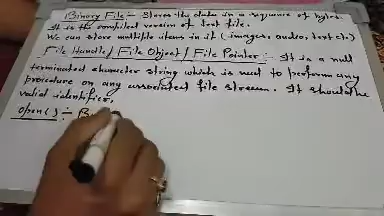 Binary File :- Stores the data in a sequence of bytes.
It is the compiled version of text file.
We can store multiple items in it (images, audio, text etc.)
File Handle / File Object / File Pointer :- It is a null
terminated character string which is used to perform any
procedure on any associated file stream. It should be
valid identifier.
open() :- B